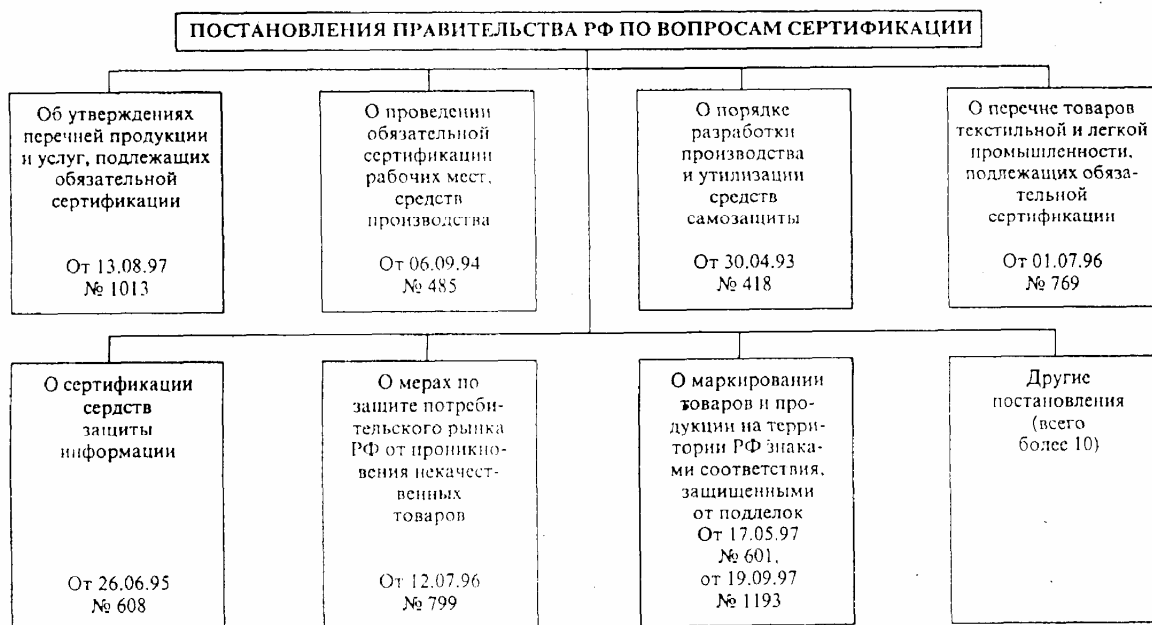 ПОСТАНОВЛЕНИЯ ПРАВИТЕЛЬСТВА РФ ПО ВОПРОСАМ СЕРТИФИКАЦИИ
Об утверждениях
перечней продукции
и услуг, подлежащих
обязательной
сертификации
От 13.08.97
№ 1013
О проведении
обязательной
сертификации
рабочих мест,
средств
производства
От 06.09.94
№ 485
О порядке
разработки
производства
и утилизации
средств
самозащиты
От 30.04.93
№ 418
О перечне товаров
текстильной и легкой
промышленности,
подлежащих обяза-
тельной
сертификации
От 01.07.96
№ 769
О сертификации
сердств
защиты
информации
От 26.06.95
№ 608
О мерах по
защите потреби-
тельского рынка
РФ от проникно-
вения некачест-
венных
товаров
От 12.07.96
№ 799
О маркировании
товаров и про-
дукции на терри-
тории РФ знака-
ми соответствия,
защищенными
от подделок
От 17.05.97
№ 601,
от 19.09.97
№ 1193
Другие
постановления
(всего
более 10)